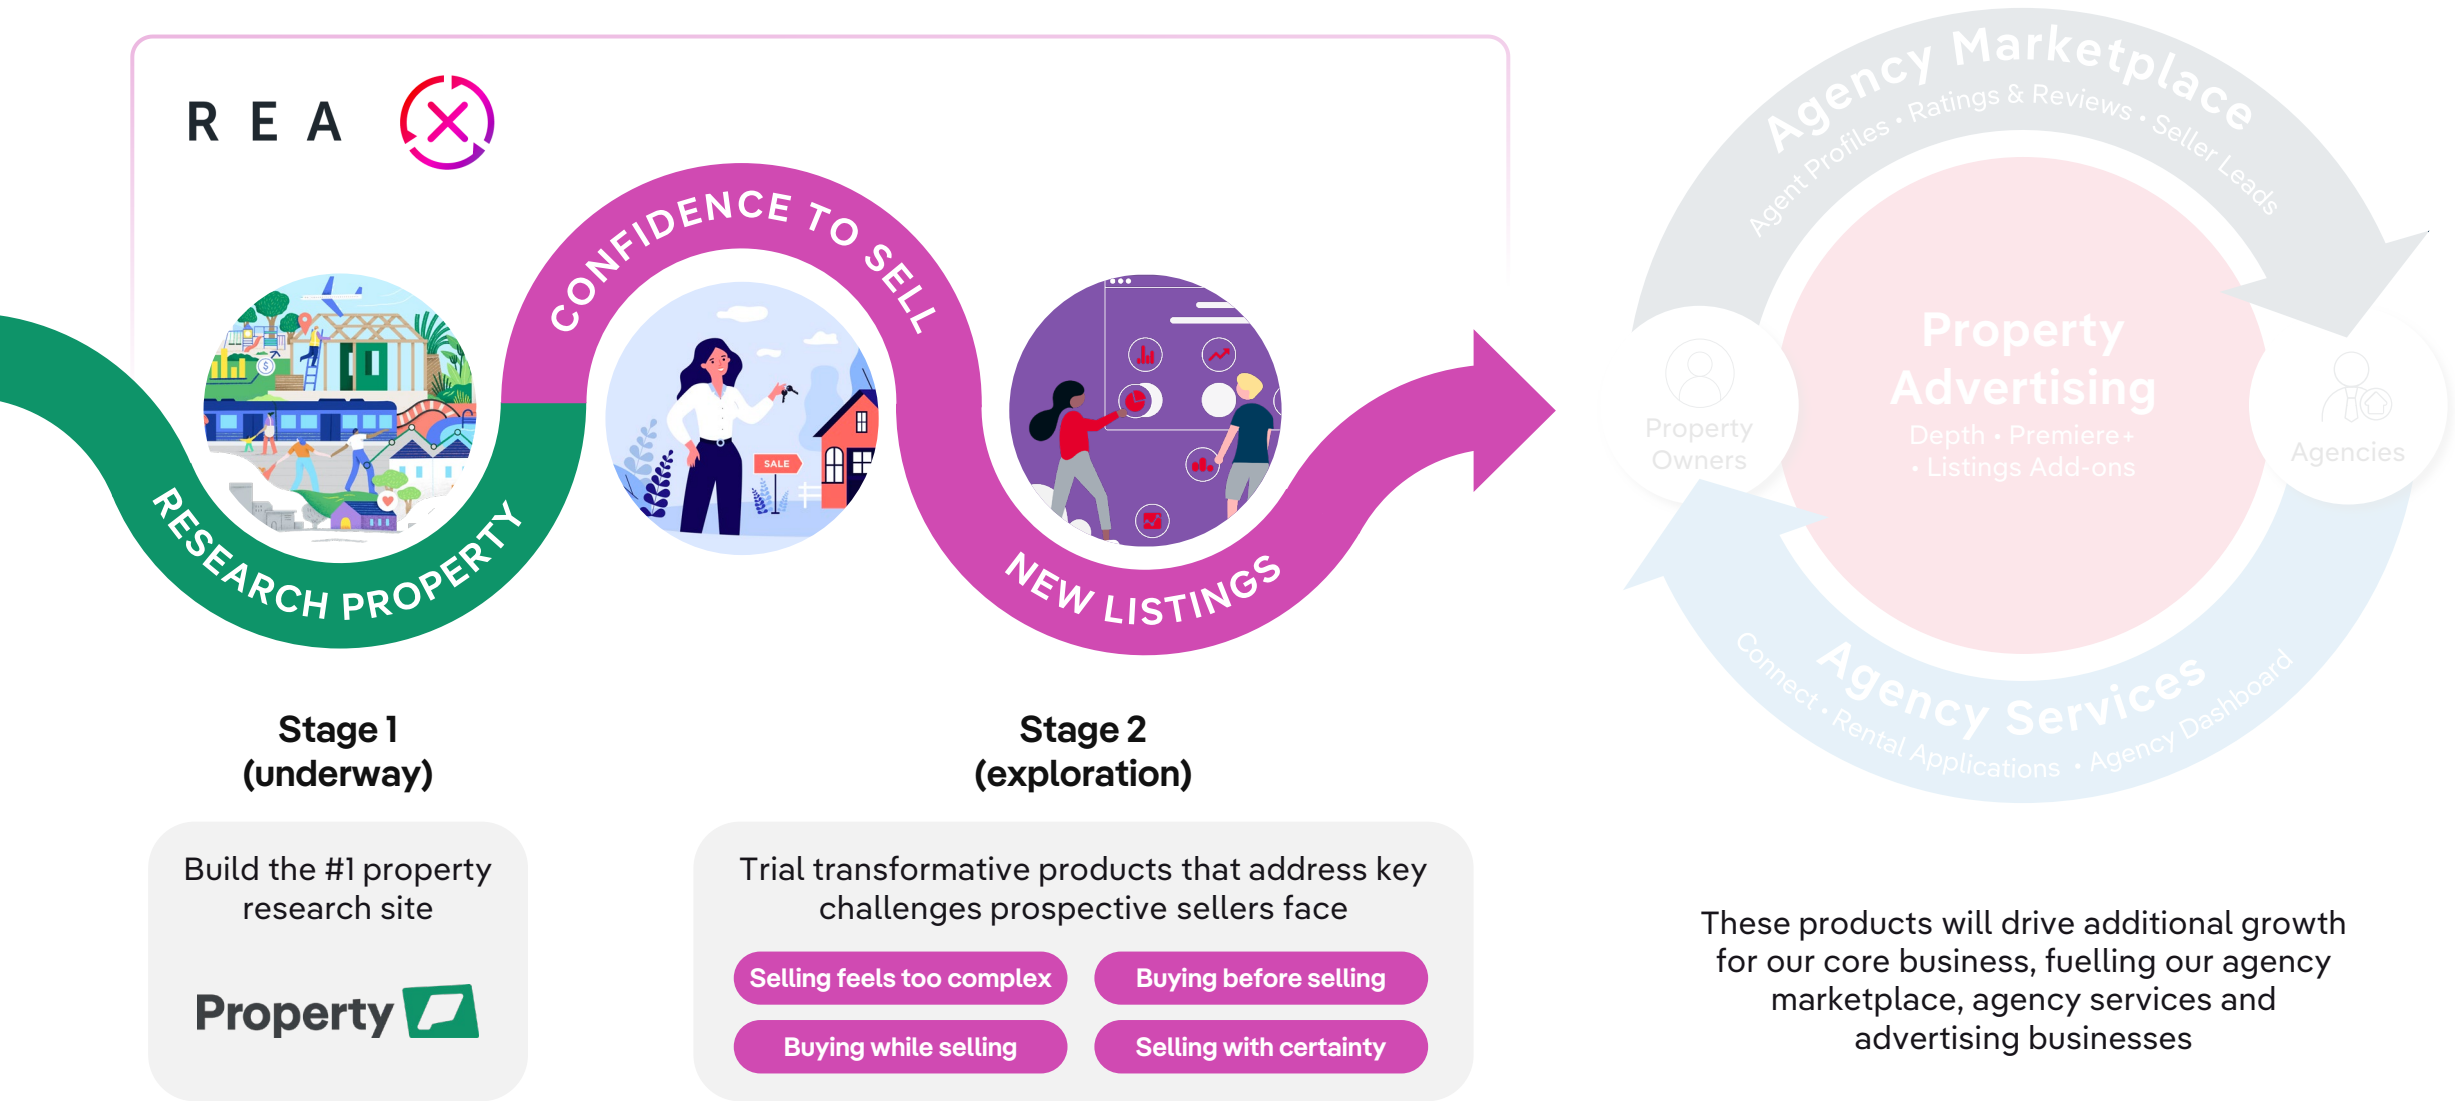 REA
CONFIDENCE TO SELL
RESEARCH PROPERTY
SALE
NEW LISTINGS
Stage 1
(underway)
Build the #1 property
research site
Property
Stage 2
(exploration)
Trial transformative products that address key
challenges prospective sellers face
Selling feels too complex
Buying before selling
Buying while selling
Selling with certainty
Agency Marketplace
Agent Profiles • Ratings & Reviews • Seller Leads
Property
Owners
Property
Advertising
Depth • Premiere+
• Listings Add-ons
Agencies
Agency Services
Connect • Rental Applications • Agency Dashboard
These products will drive additional growth
for our core business, fuelling our agency
marketplace, agency services and
advertising businesses